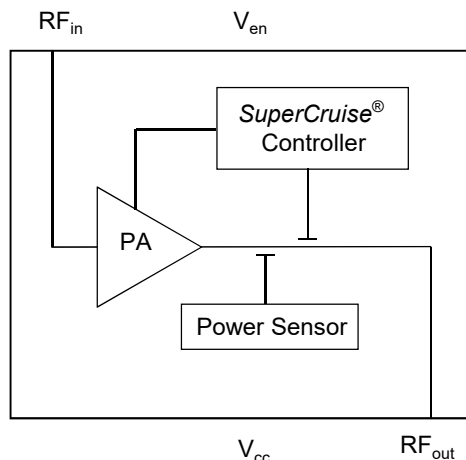 RFin
Ven
SuperCruise®
Controller
PA
Power Sensor
Vcc
RFout